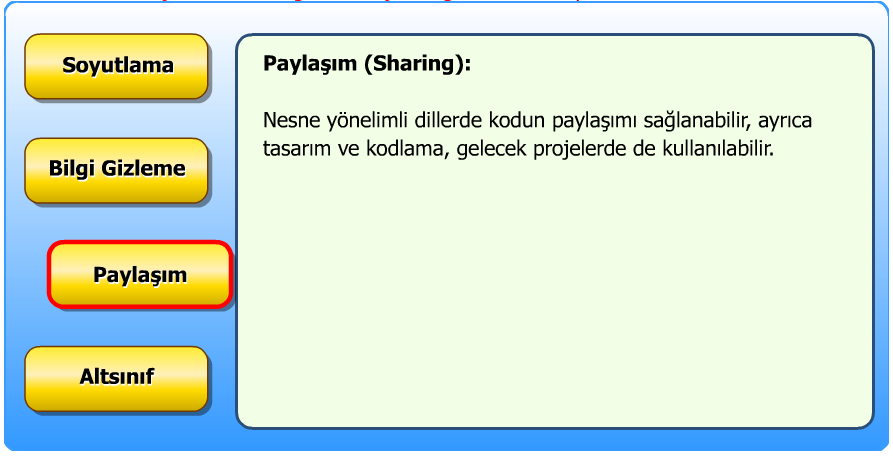 Soyutlama
Bilgi Gizleme
Paylaşım
Altsınıf
Paylaşım (Sharing):
Nesne yönelimli dillerde kodun paylaşımı sağlanabilir, ayrıca
tasarım ve kodlama, gelecek projelerde de kullanılabilir.